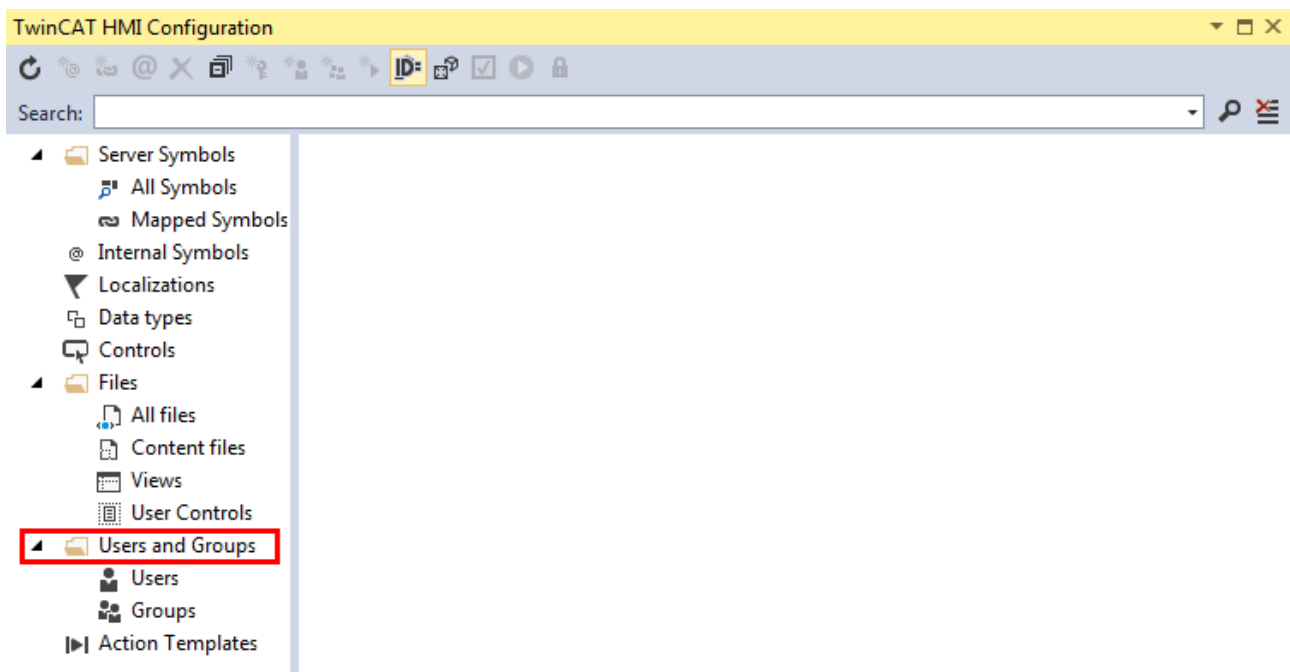 TwinCAT HMI Configuration
Search:
Server Symbols
All Symbols
Mapped Symbols
Internal Symbols
Localizations
Data types
Controls
Files
All files
Content files
Views
User Controls
Users and Groups
Users
Groups
Action Templates